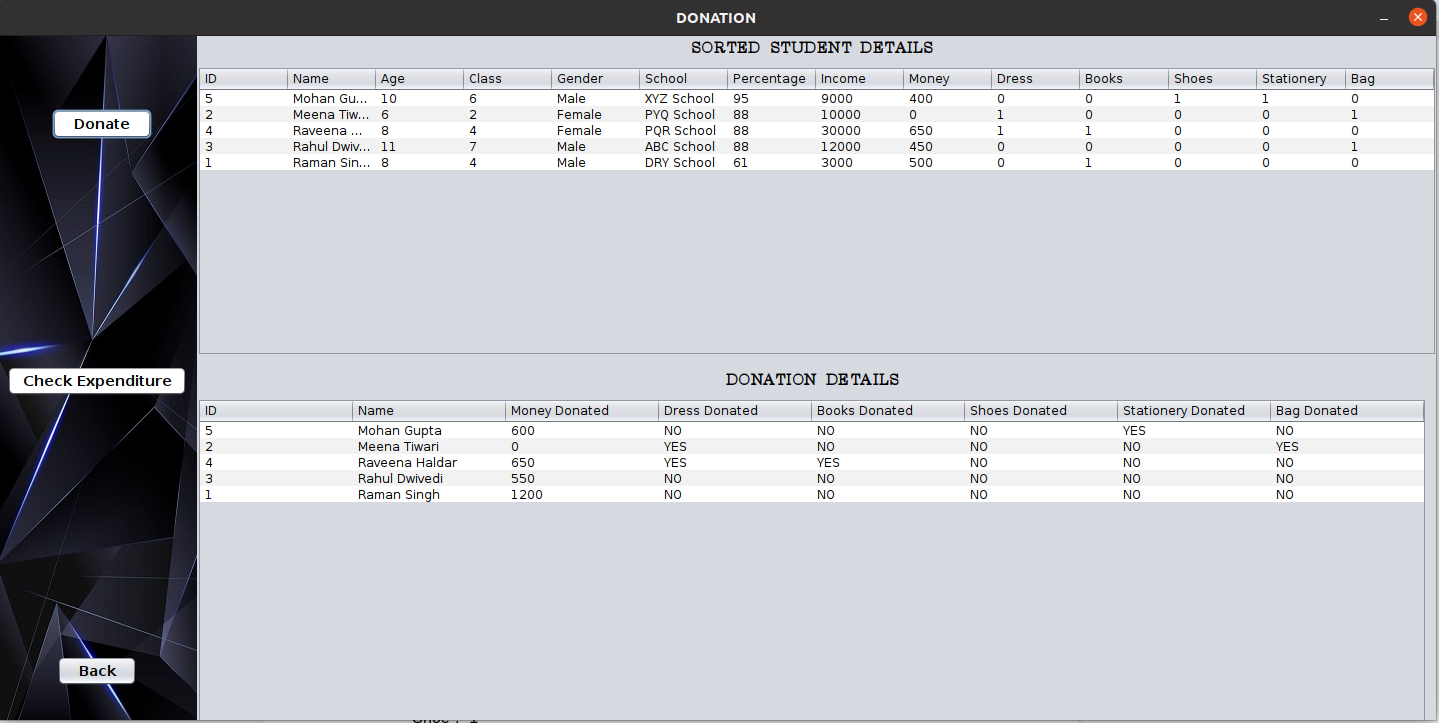 DONATION
SORTED STUDENT DETAILS
ID Name Age Class Gender School Percentage Income Money Dress Books Shoes Stationery Bag
5 Mohan Gu... 10 6 Male XYZ School 95 9000 400 0 0 1 1 0
2 Meena Tiw... 6 2 Female PYQ School 88 10000 0 1 0 0 0 1
4 Raveena ... 8 4 Female PQR School 88 30000 650 1 1 0 0 0
3 Rahul Dwiv... 11 7 Male ABC School 88 12000 450 0 0 0 0 1
1 Raman Sin... 8 4 Male DRY School 61 3000 500 0 1 0 0 0
Donate
Check Expenditure
Back
DONATION DETAILS
ID Name Money Donated Dress Donated Books Donated Shoes Donated Stationery Donated Bag Donated
5 Mohan Gupta 600 NO NO NO YES NO
2 Meena Tiwari 0 YES NO NO NO YES
4 Raveena Haldar 650 YES YES NO NO NO
3 Rahul Dwivedi 550 NO NO NO NO NO
1 Raman Singh 1200 NO NO NO NO NO